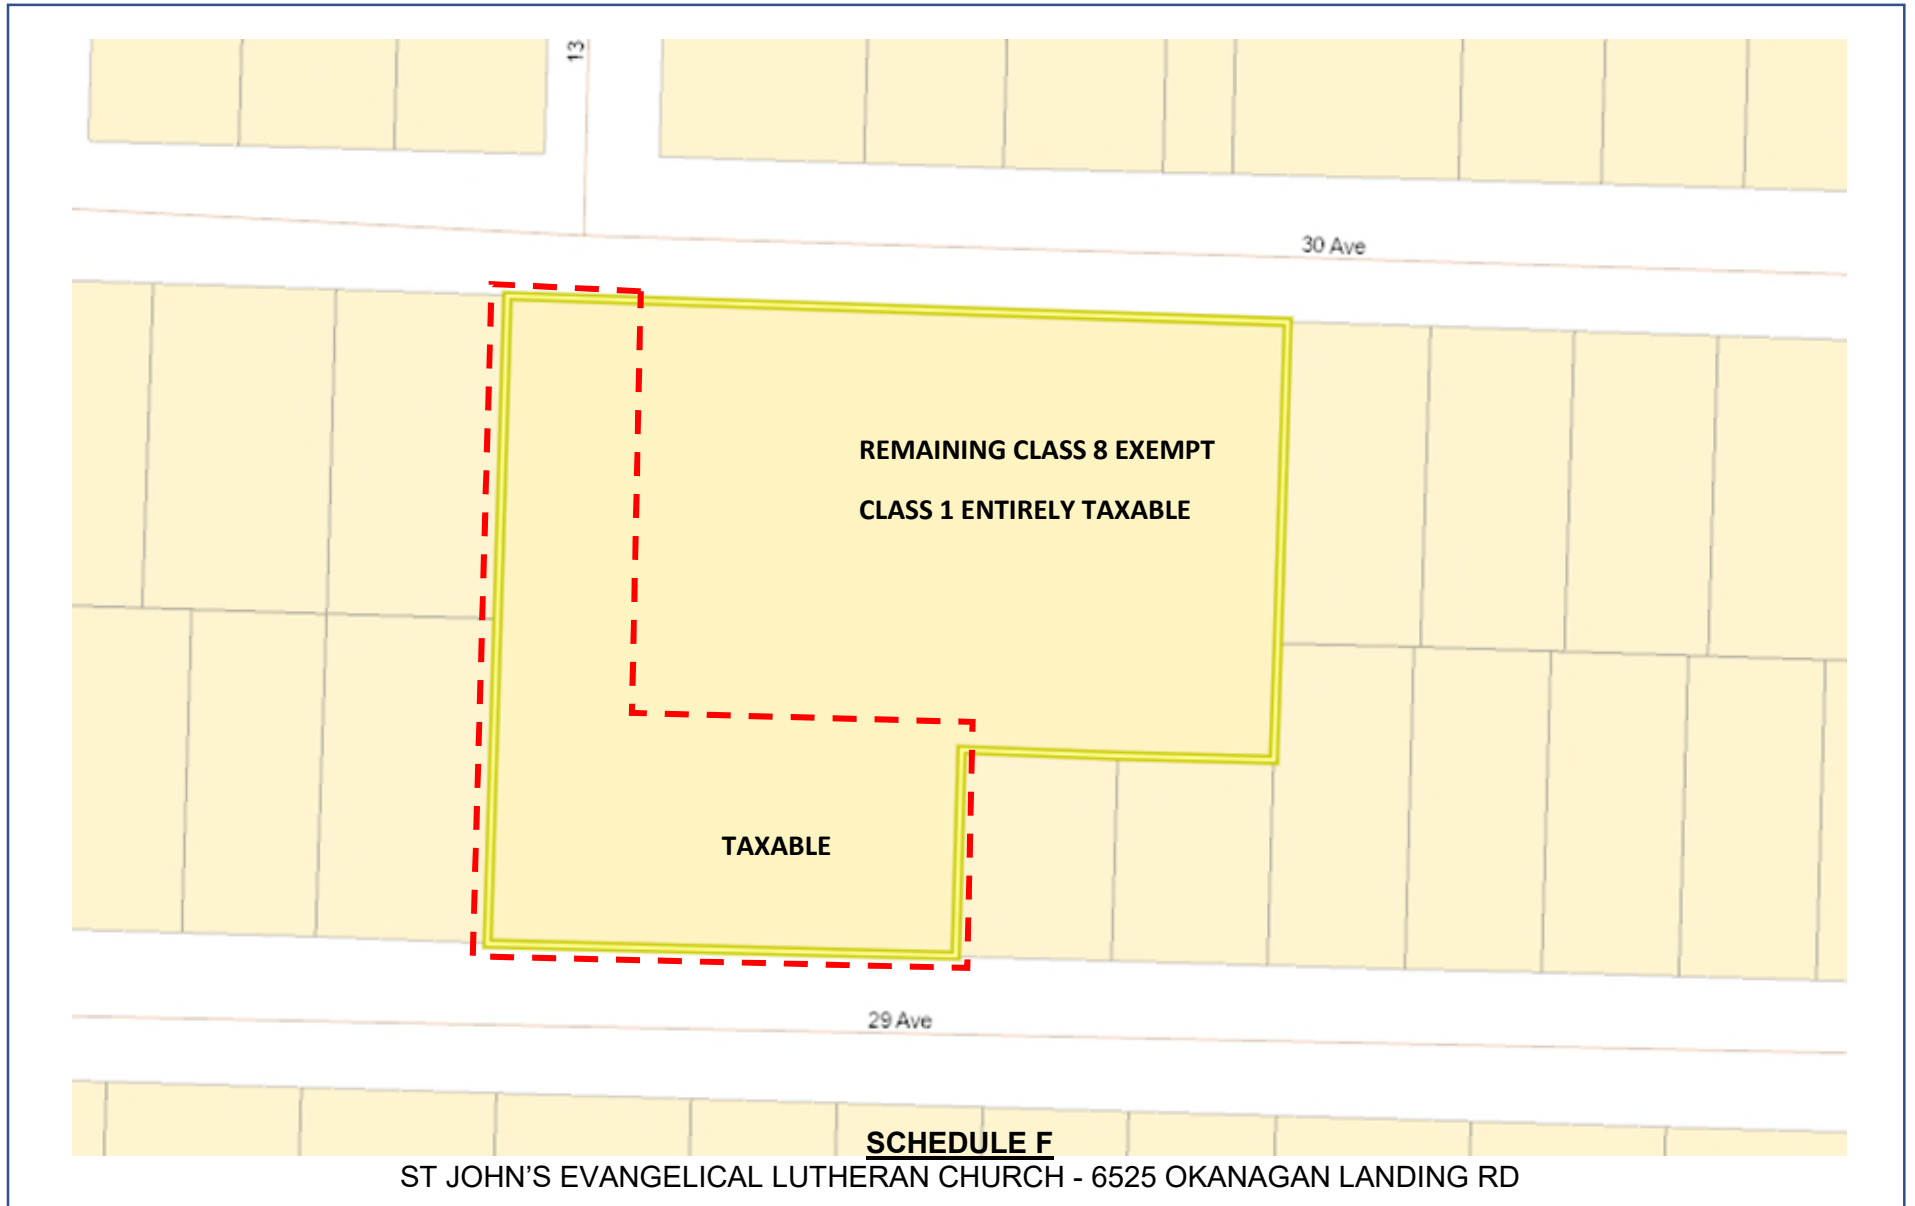 13
30 Ave
REMAINING CLASS 8 EXEMPT
CLASS 1 ENTIRELY TAXABLE
TAXABLE
29 Ave
SCHEDULE F
ST JOHN'S EVANGELICAL LUTHERAN CHURCH - 6525 OKANAGAN LANDING RD